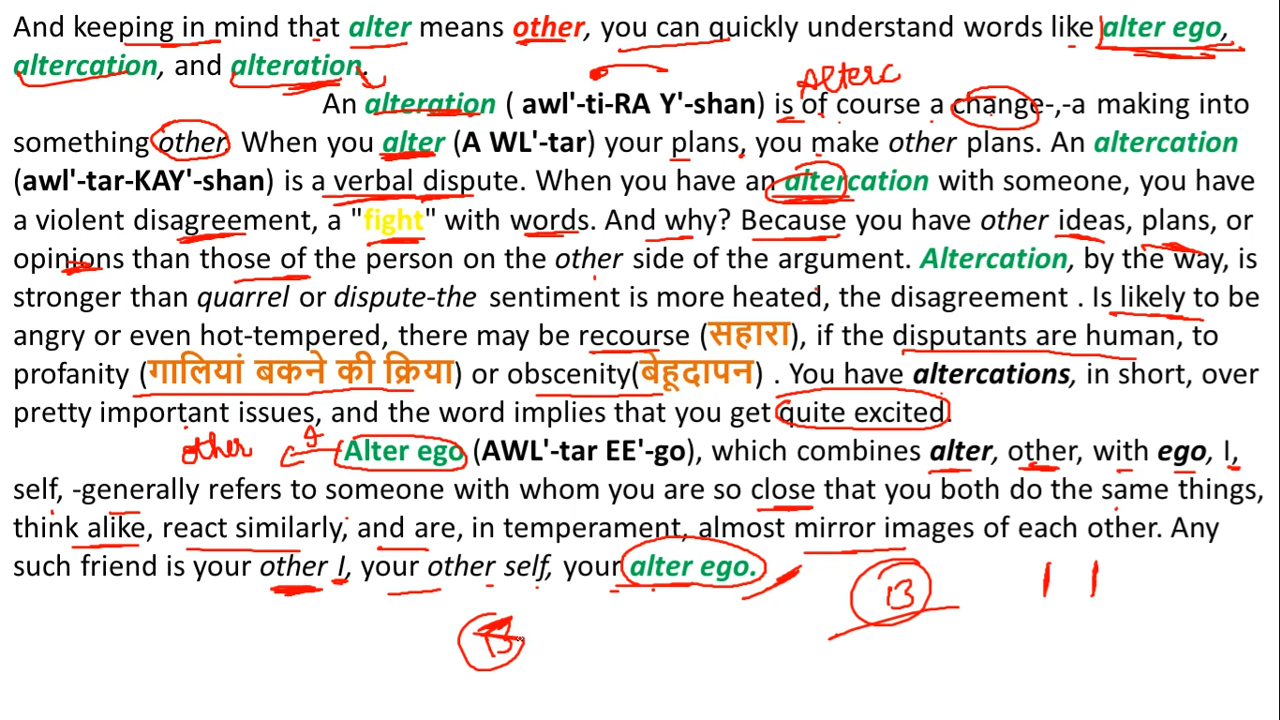 And keeping in mind that alter means other, you can quickly understand words like alter ego,
altercation, and alteration.
Alterc
An alteration ( awl'-ti-RA Y'-shan) is of course a change-,-a making into
something other. When you alter (A WL'-tar) your plans, you make other plans. An altercation
(awl'-tar-KAY'-shan) is a verbal dispute. When you have an altercation with someone, you have
a violent disagreement, a "fight" with words. And why? Because you have other ideas, plans, or
opinions than those of the person on the other side of the argument. Altercation, by the way, is
stronger than quarrel or dispute-the sentiment is more heated, the disagreement . Is likely to be
angry or even hot-tempered, there may be recourse (सहारा), if the disputants are human, to
profanity (गालियां बकने की क्रिया) or obscenity(बेहूदापन) . You have altercations, in short, over
pretty important issues, and the word implies that you get quite excited.
other
Alter ego (AWL'-tar EE'-go), which combines alter, other, with ego, I,
self, -generally refers to someone with whom you are so close that you both do the same things,
think alike, react similarly, and are, in temperament, almost mirror images of each other. Any
such friend is your other I, your other self, your alter ego.
B